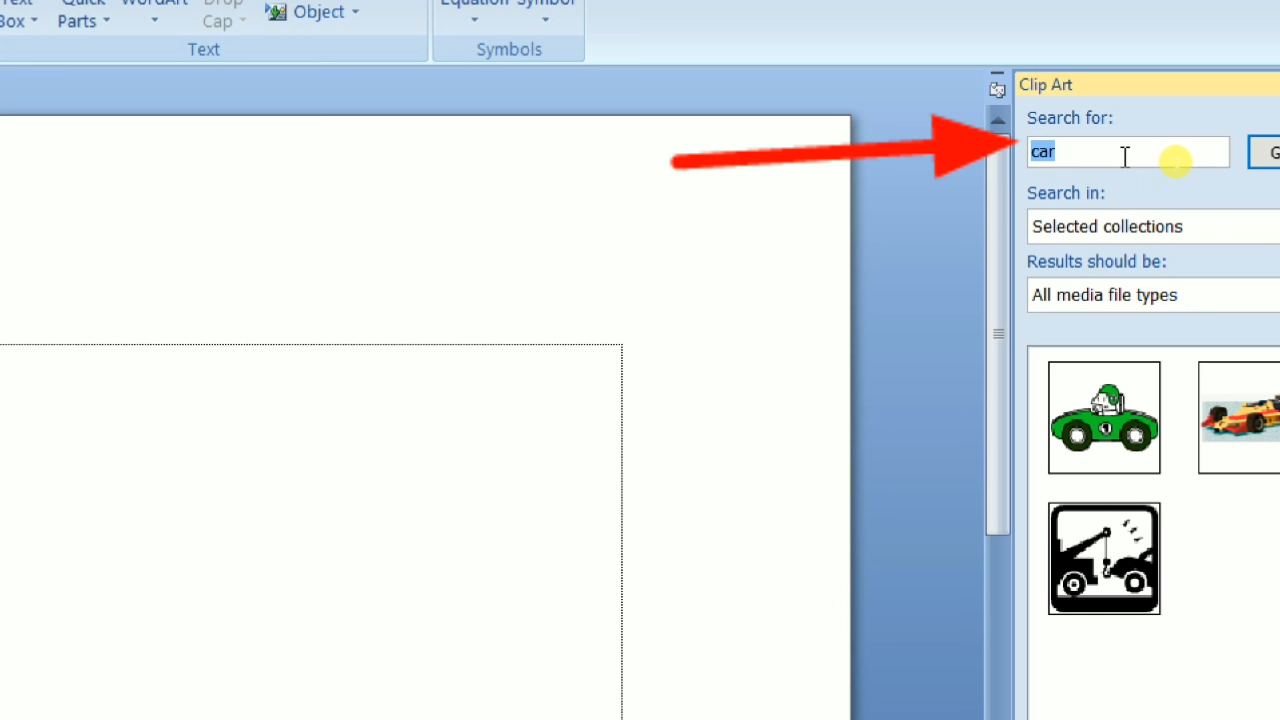 Text Quick WordArt Drop Equation Symbol
Box Parts Cap Object
Text Symbols
Clip Art
Search for:
car
G
Search in:
Selected collections
Results should be:
All media file types